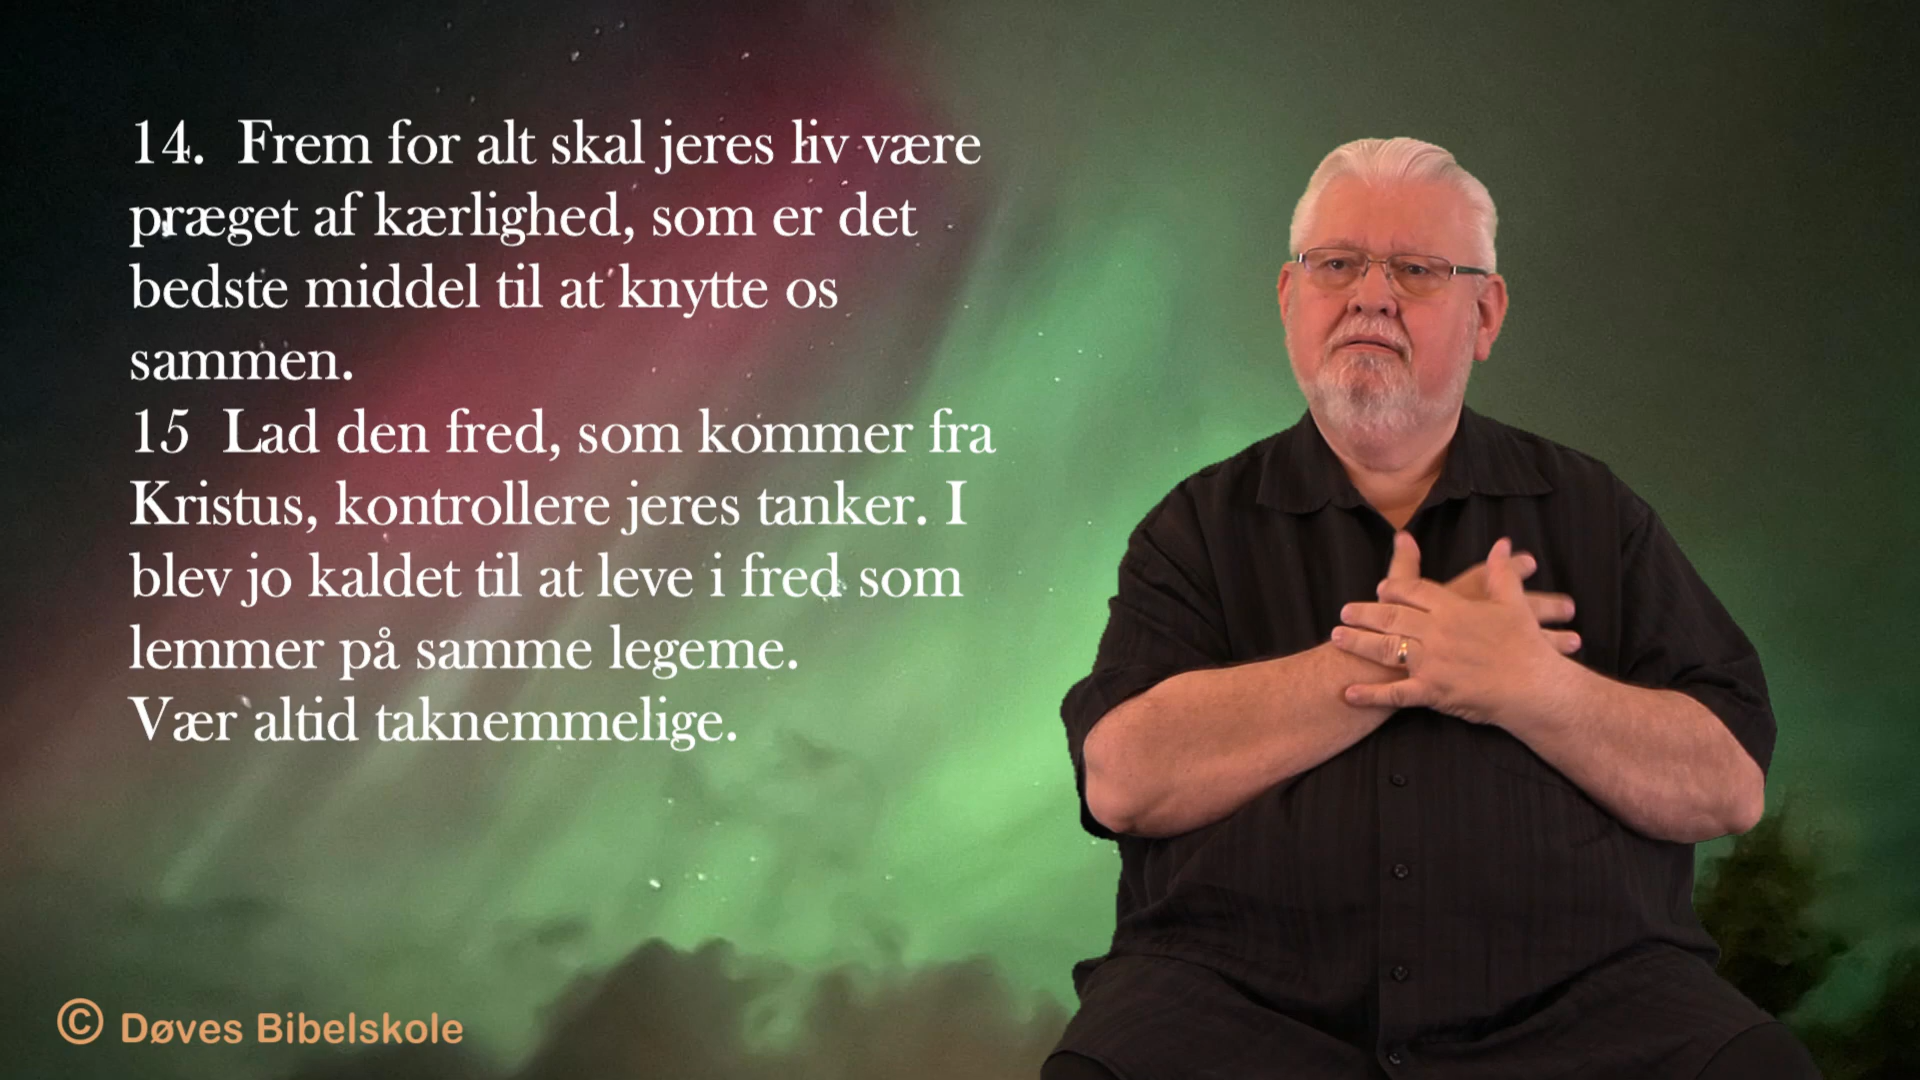 14.  Frem for alt skal jeres liv være
præget af kærlighed, som er det
bedste middel til at knytte os
sammen.
15  Lad den fred, som kommer fra
Kristus, kontrollere jeres tanker. I
blev jo kaldet til at leve i fred som
lemmer på samme legeme.
Vær altid taknemmelige.
© Døves Bibelskole